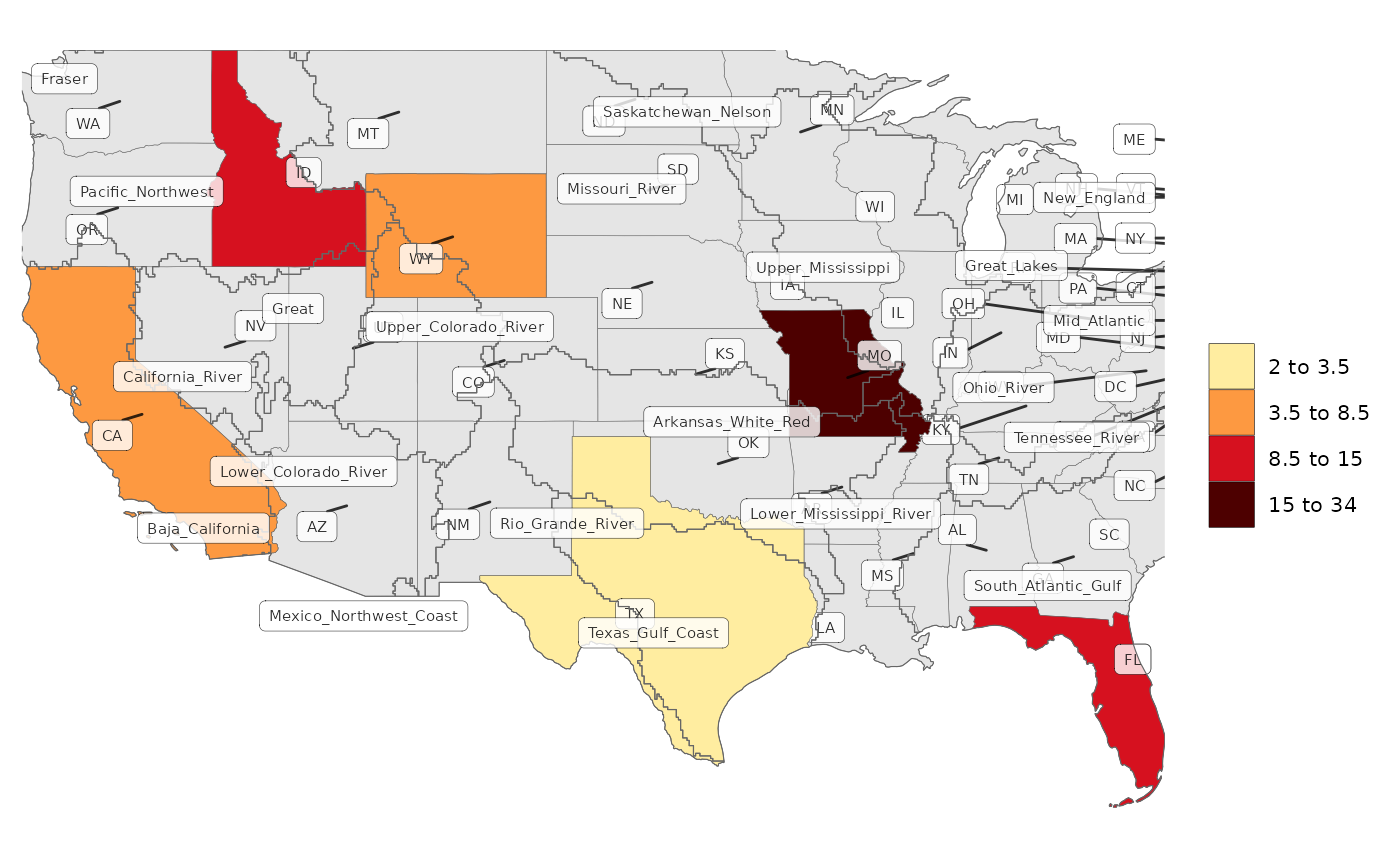 Fraser
WA
MT
Saskatchewan_Nelson
ND
MN
ME
ID
SD
Pacific_Northwest
Missouri_River
WI
MI
NH
VT
New_England
OR
WY
MA
NY
Upper_Mississippi
Great_Lakes
IA
PA
CT
NV
Great
NE
IL
OH
Upper_Colorado_River
Mid_Atlantic
MD
NJ
KS
MO
IN
California_River
CO
Ohio_River
DC
CA
Arkansas_White_Red
OK
KY
Tennessee_River
Lower_Colorado_River
TN
NC
Baja_California
AZ
NM
Rio_Grande_River
Lower_Mississippi_River
AL
SC
MS
GA
South_Atlantic_Gulf
Mexico_Northwest_Coast
TX
Texas_Gulf_Coast
LA
FL
2 to 3.5
3.5 to 8.5
8.5 to 15
15 to 34